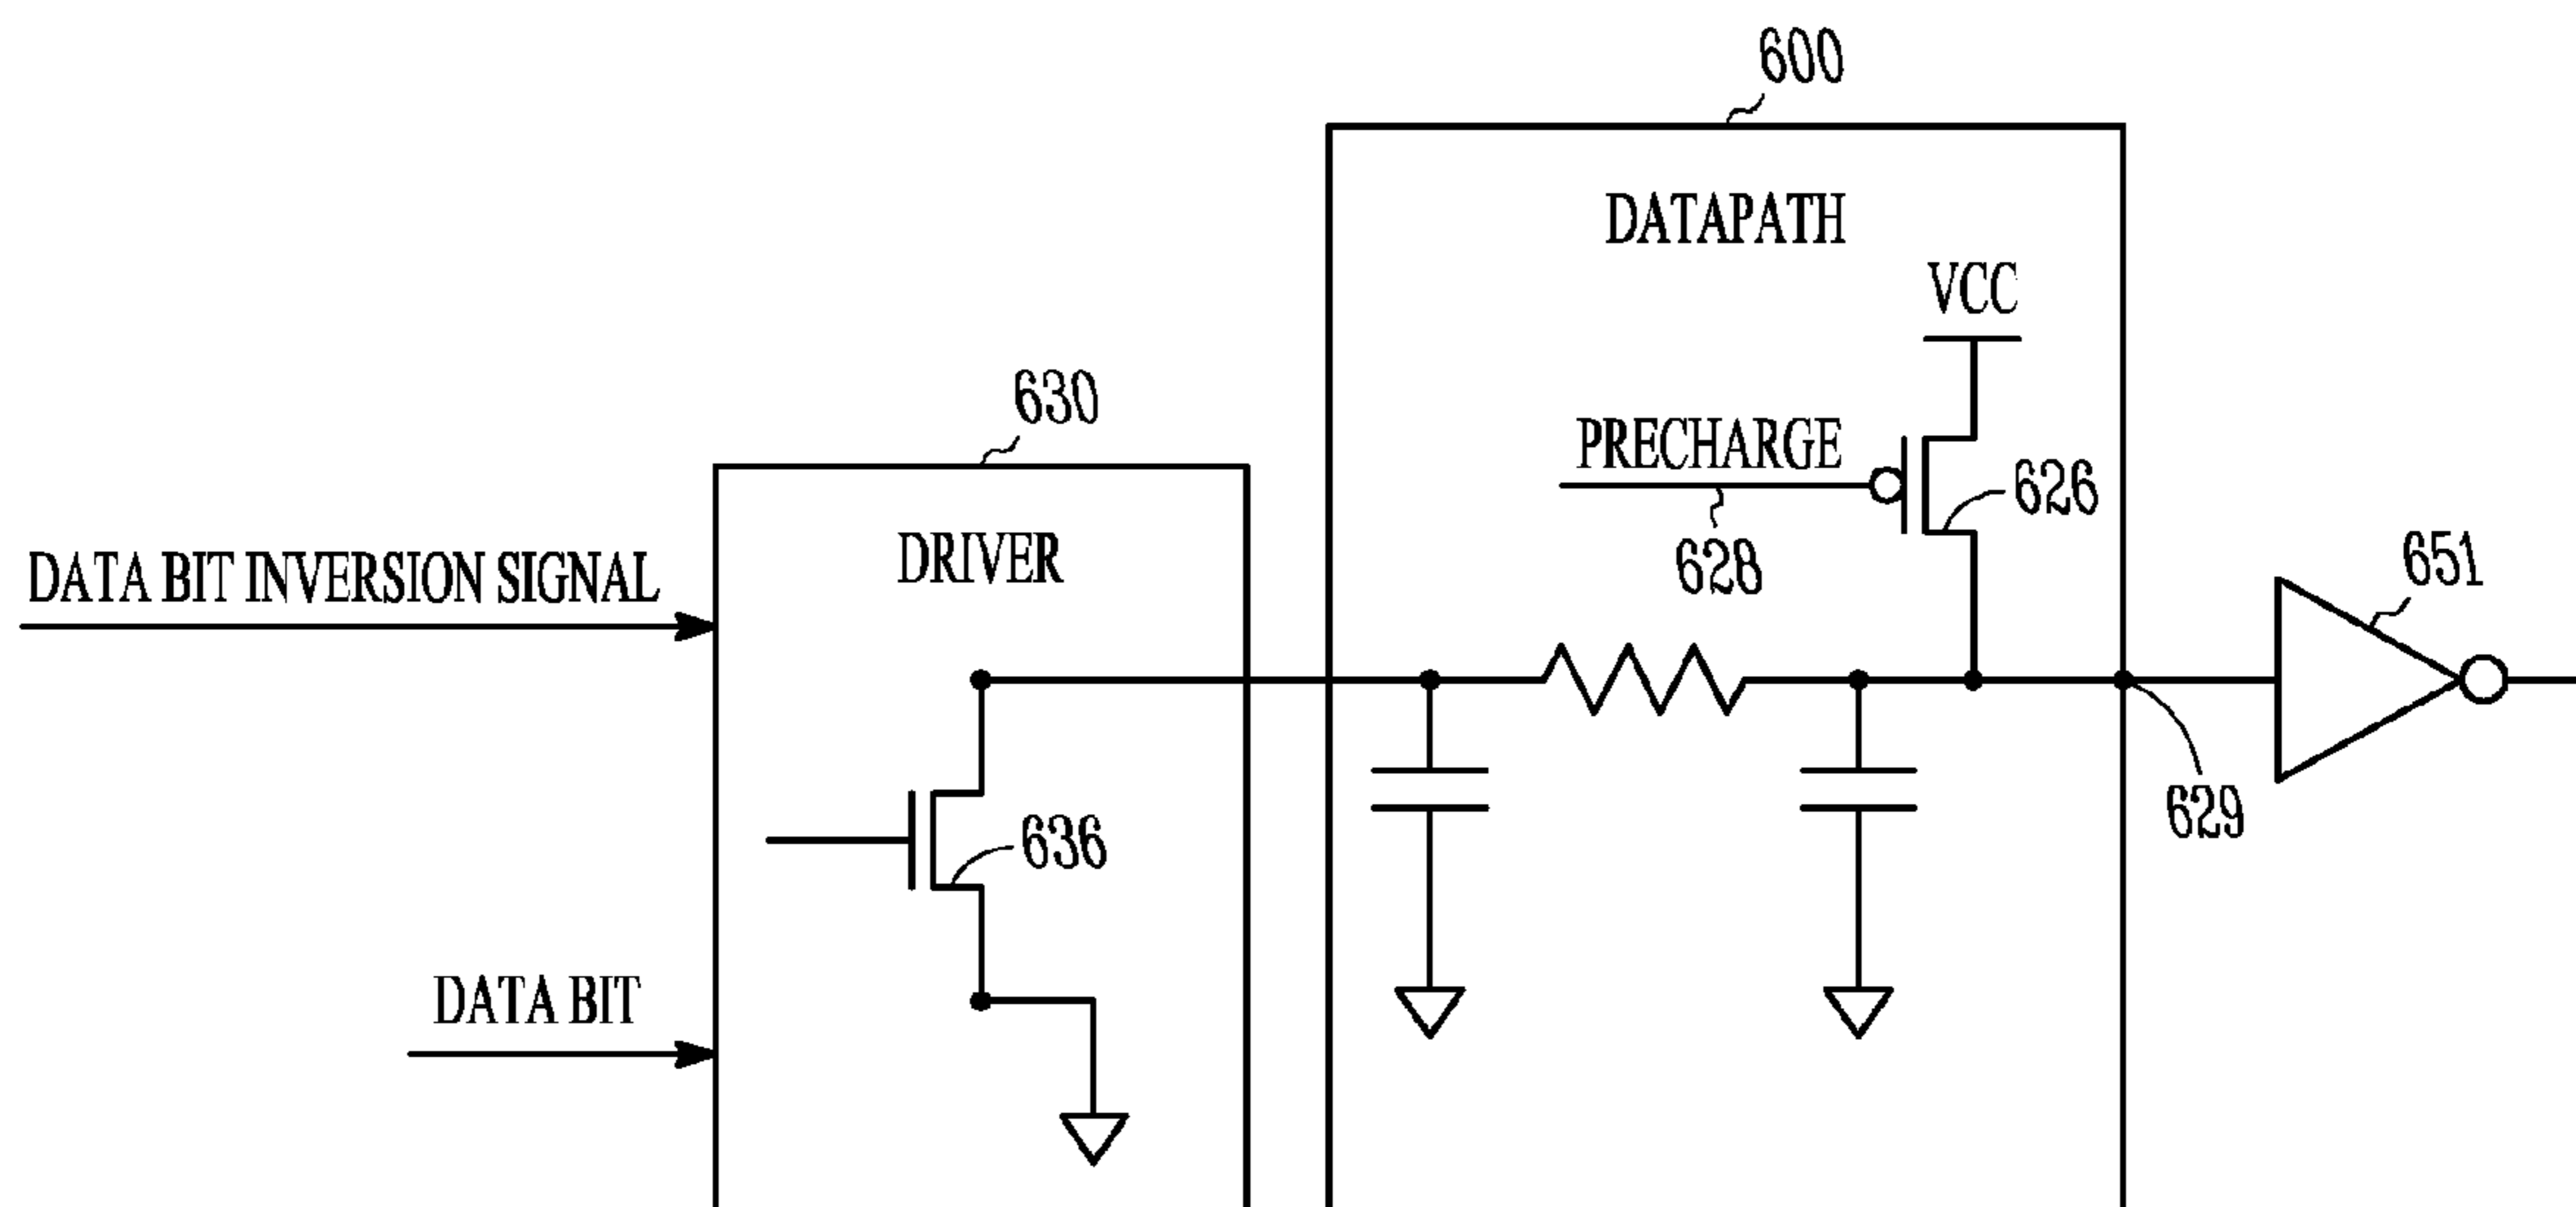 600
DATAPATH
VCC
630
PRECHARGE
626
651
DRIVER
628
DATA BIT INVERSION SIGNAL
629
636
DATA BIT